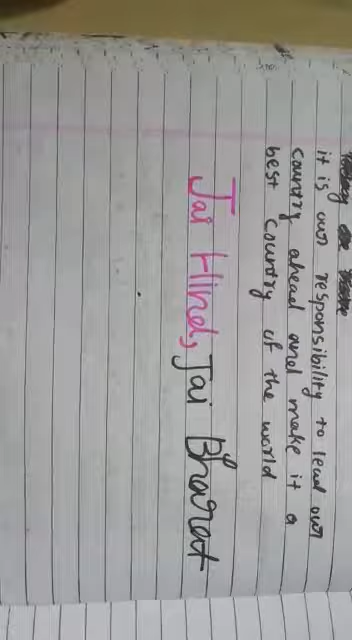 it is our responsibility to lead our
country ahead and make it a
best country of the world
Jai Hind, Jai Bharat